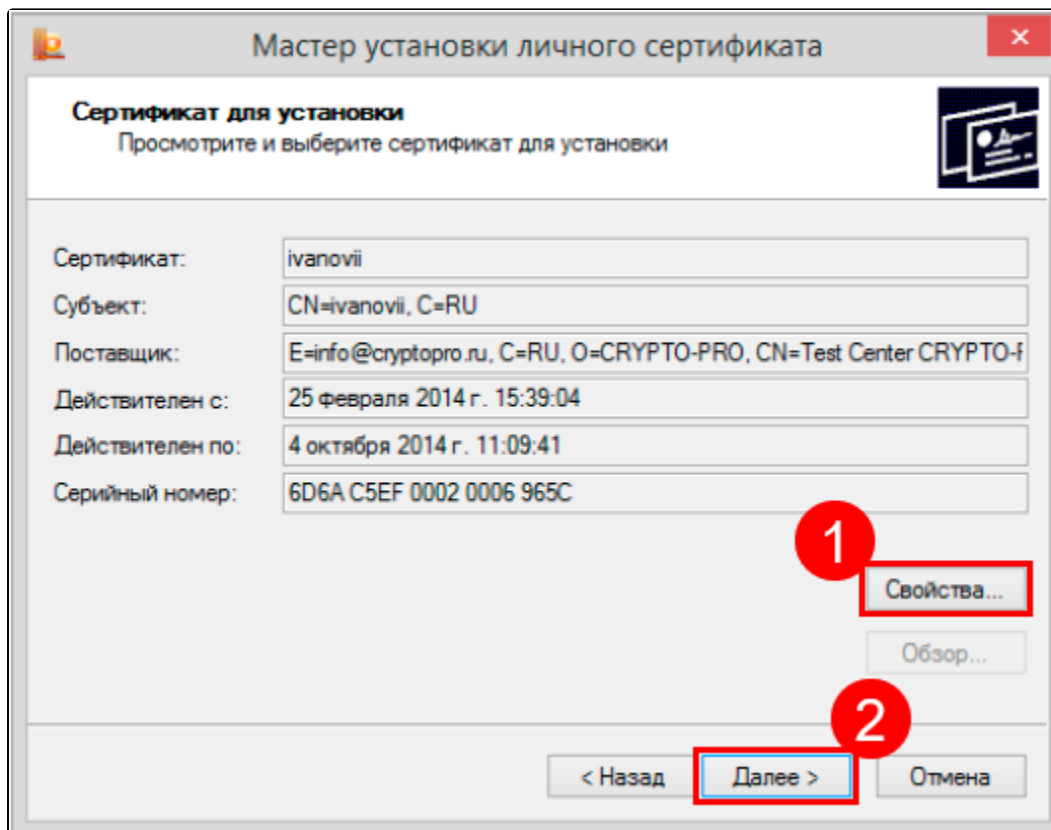 Мастер установки личного сертификата
Сертификат для установки
Просмотрите и выберите сертификат для установки
Сертификат: ivanovii
Субъект: CN=ivanovii, C=RU
Поставщик: E=info@cryptopro.ru, C=RU, O=CRYPTO-PRO, CN=Test Center CRYPTO-
Действителен с: 25 февраля 2014 г. 15:39:04
Действителен по: 4 октября 2014 г. 11:09:41
Серийный номер: 6D6A C5EF 0002 0006 965C
1
Свойства...
Обзор...
2
< Назад Далее > Отмена